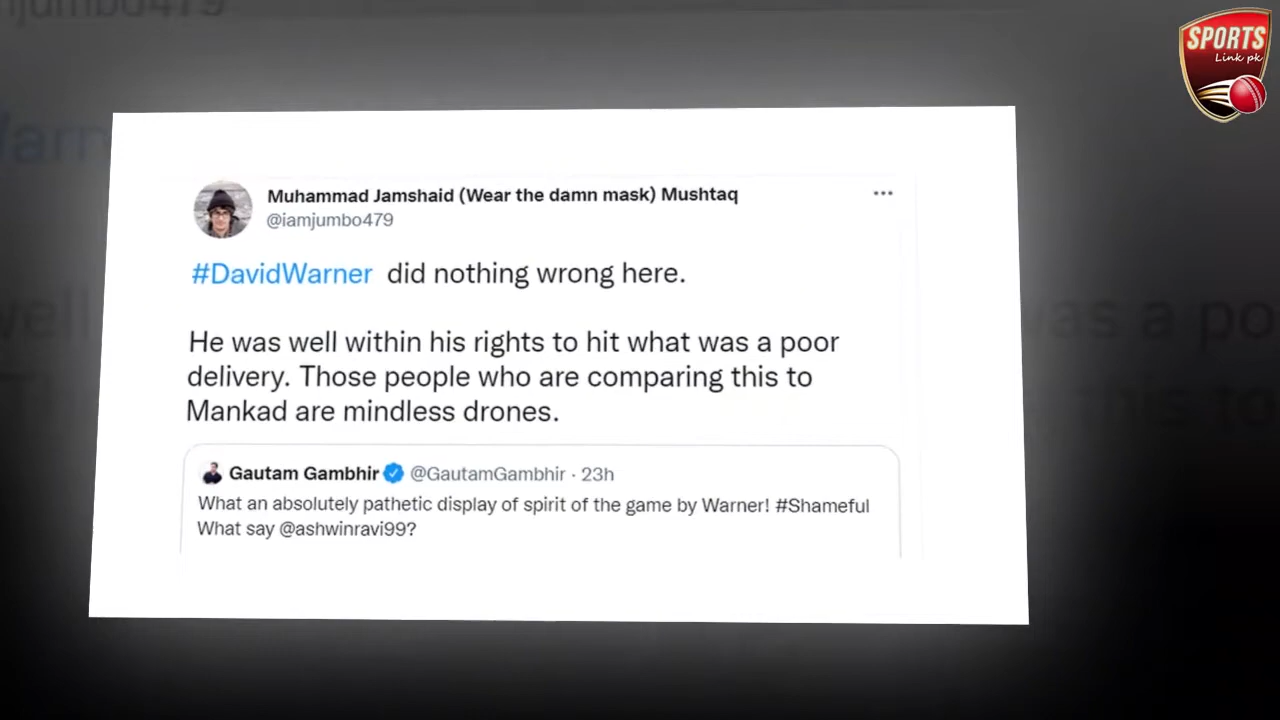 SPORTS
Link pk
Muhammad Jamshaid (Wear the damn mask) Mushtaq
@iamjumbo479
#DavidWarner did nothing wrong here.
He was well within his rights to hit what was a poor
delivery. Those people who are comparing this to
Mankad are mindless drones.
Gautam Gambhir @GautamGambhir · 23h
What an absolutely pathetic display of spirit of the game by Warner! #Shameful
What say @ashwinravi99?